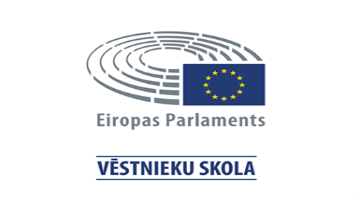 Eiropas Parlaments
VĒSTNIEKU SKOLA